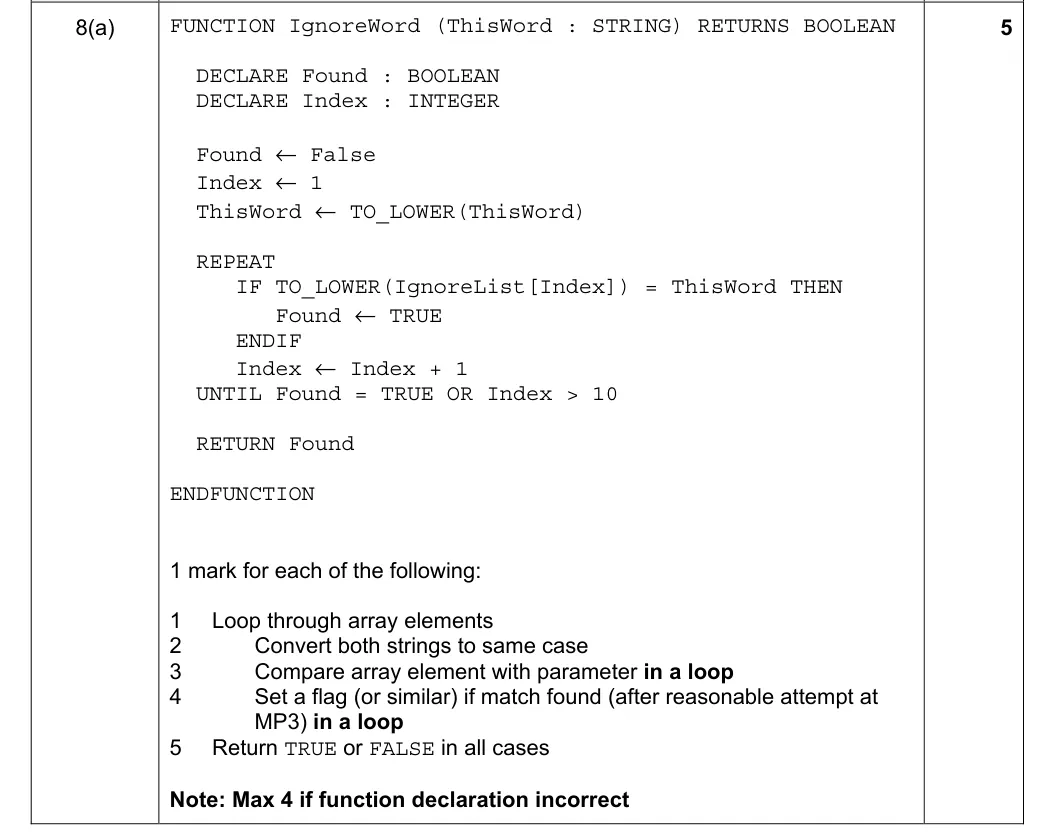 8(a)
FUNCTION IgnoreWord (ThisWord : STRING) RETURNS BOOLEAN
5
DECLARE Found : BOOLEAN
DECLARE Index : INTEGER
Found ← False
Index ← 1
ThisWord ← TO_LOWER(ThisWord)
REPEAT
IF TO_LOWER(IgnoreList[Index]) = ThisWord THEN
Found ← TRUE
ENDIF
Index ← Index + 1
UNTIL Found = TRUE OR Index > 10
RETURN Found
ENDFUNCTION
1 mark for each of the following:
1 Loop through array elements
2 Convert both strings to same case
3 Compare array element with parameter in a loop
4 Set a flag (or similar) if match found (after reasonable attempt at
MP3) in a loop
5 Return TRUE or FALSE in all cases
Note: Max 4 if function declaration incorrect